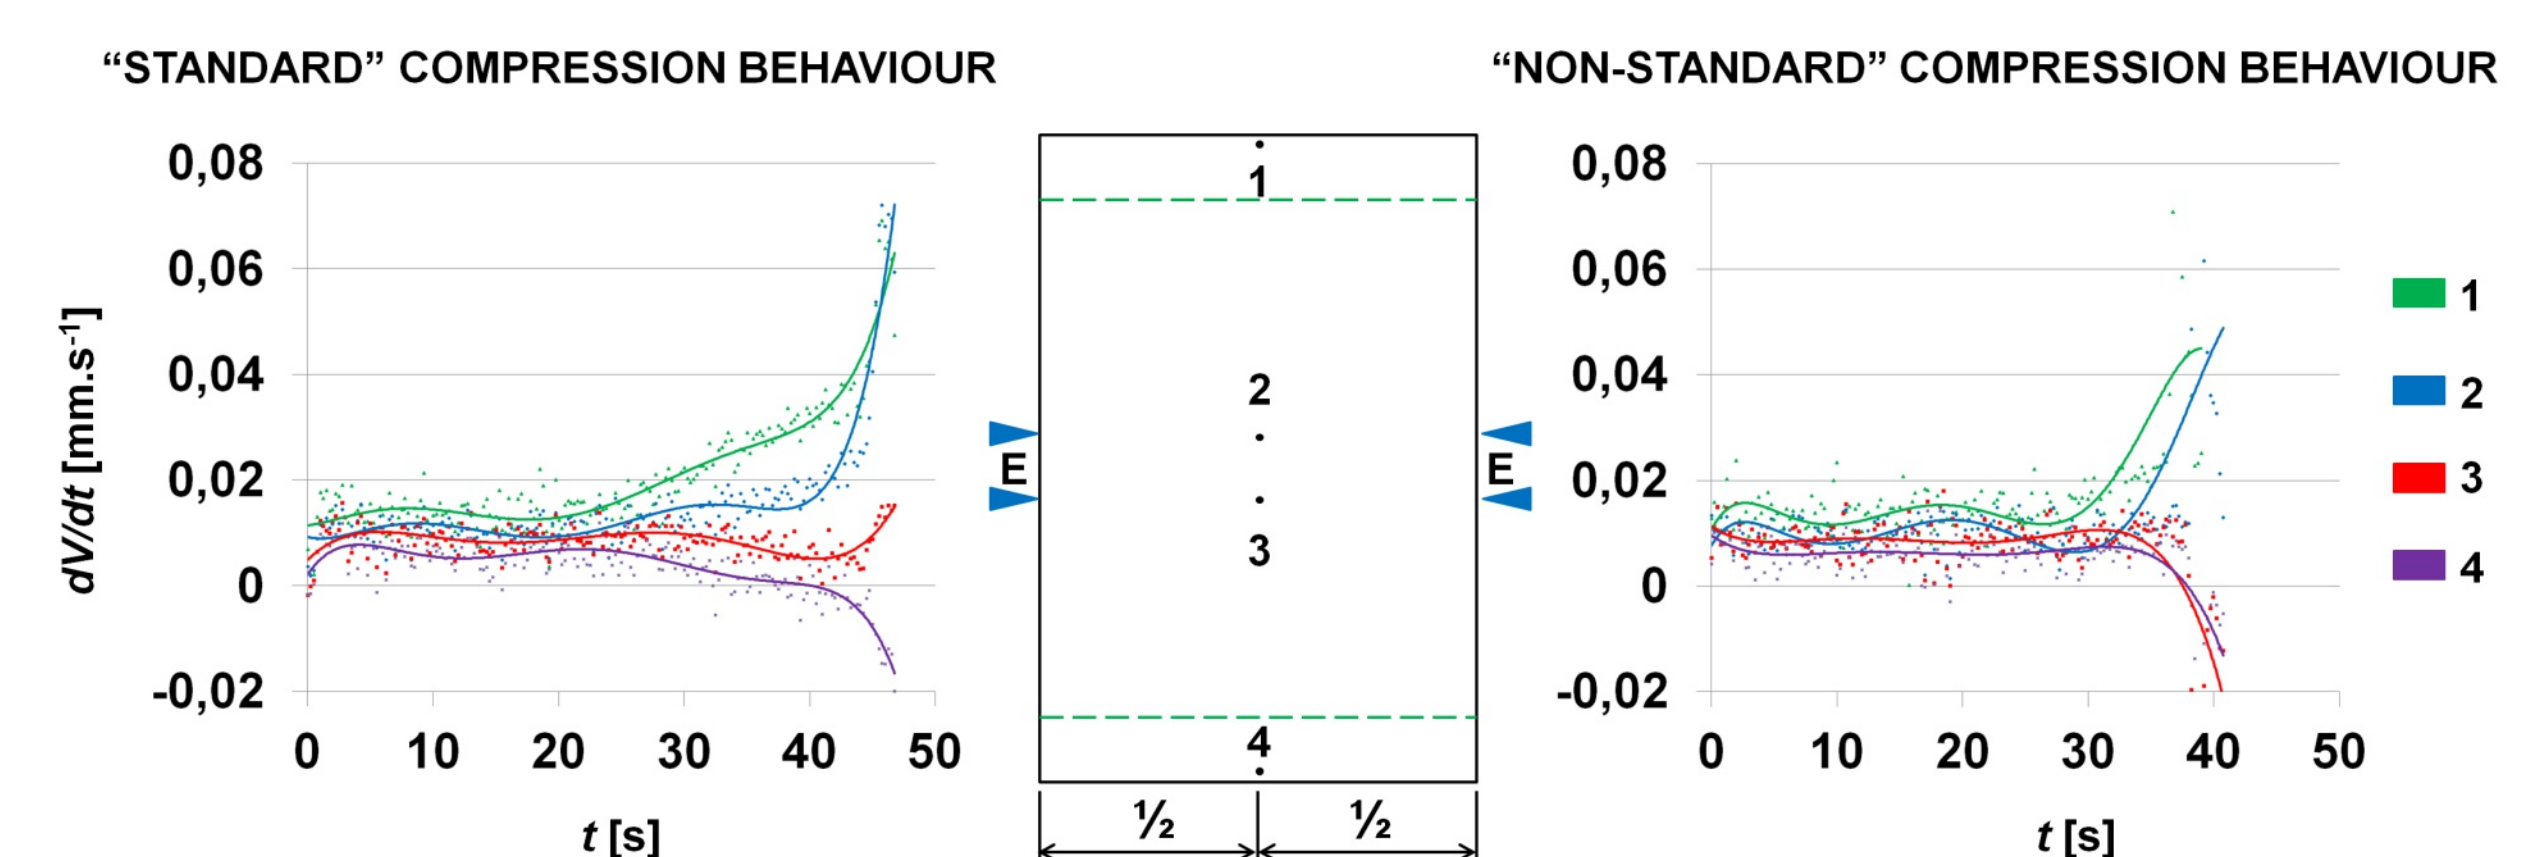 “STANDARD” COMPRESSION BEHAVIOUR
“NON-STANDARD” COMPRESSION BEHAVIOUR
dV/dt [mm.s-1]
0,08
0,06
0,04
0,02
0
-0,02
0 10 20 30 40 50
t [s]
1
2
E E
3
4
½ ½
0,08
0,06
0,04
0,02
0
-0,02
0 10 20 30 40 50
t [s]
1
2
3
4